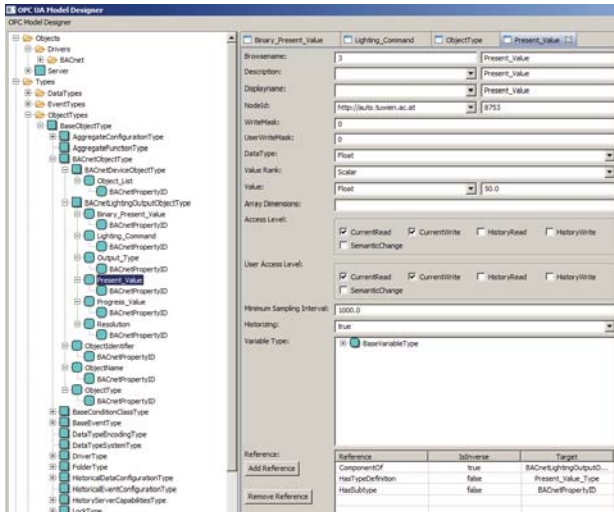 OPC UA Model Designer
OPC Model Designer
Objects
Drivers
BACnet
Server
Types
DataTypes
EventTypes
ObjectTypes
BaseObjectType
AggregateConfigurationType
AggregateFunctionType
BACnetObjectType
BACnetDeviceObjectType
Object_List
BACnetPropertyID
BACnetLightingOutputObjectType
Binary_Present_Value
BACnetPropertyID
Lighting_Command
BACnetPropertyID
Output_Type
BACnetPropertyID
Present_Value
BACnetPropertyID
Progress_Value
BACnetPropertyID
Resolution
BACnetPropertyID
ObjectIdentifier
BACnetPropertyID
ObjectName
BACnetPropertyID
ObjectType
BACnetPropertyID
BaseConditionClassType
BaseEventType
DataTypeEncodingType
DataTypeSystemType
DriverType
FolderType
HistoricalDataConfigurationType
HistoricalEventConfigurationType
HistoryServerCapabilitiesType
LockType
Binary_Present_Value Lighting_Command ObjectType Present_Value
Browsename: 3 Present_Value
Description: Present_Value
Displayname: Present_Value
NodeId: http://auto.tuwien.ac.at 8753
WriteMask: 0
UserWriteMask: 0
DataType: Float
Value Rank: Scalar
Value: Float 50.0
Array Dimensions:
Access Level:
CurrentRead CurrentWrite HistoryRead HistoryWrite
SemanticChange
User Access Level:
CurrentRead CurrentWrite HistoryRead HistoryWrite
SemanticChange
Minimum Sampling Interval: 1000.0
Historizing: true
Variable Type: BaseVariableType
Reference:
Add Reference
Remove Reference
Reference IsInverse Target
ComponentOf true BACnetLightingOutputO...
HasTypeDefinition false Present_Value_Type
HasSubtype false BACnetPropertyID